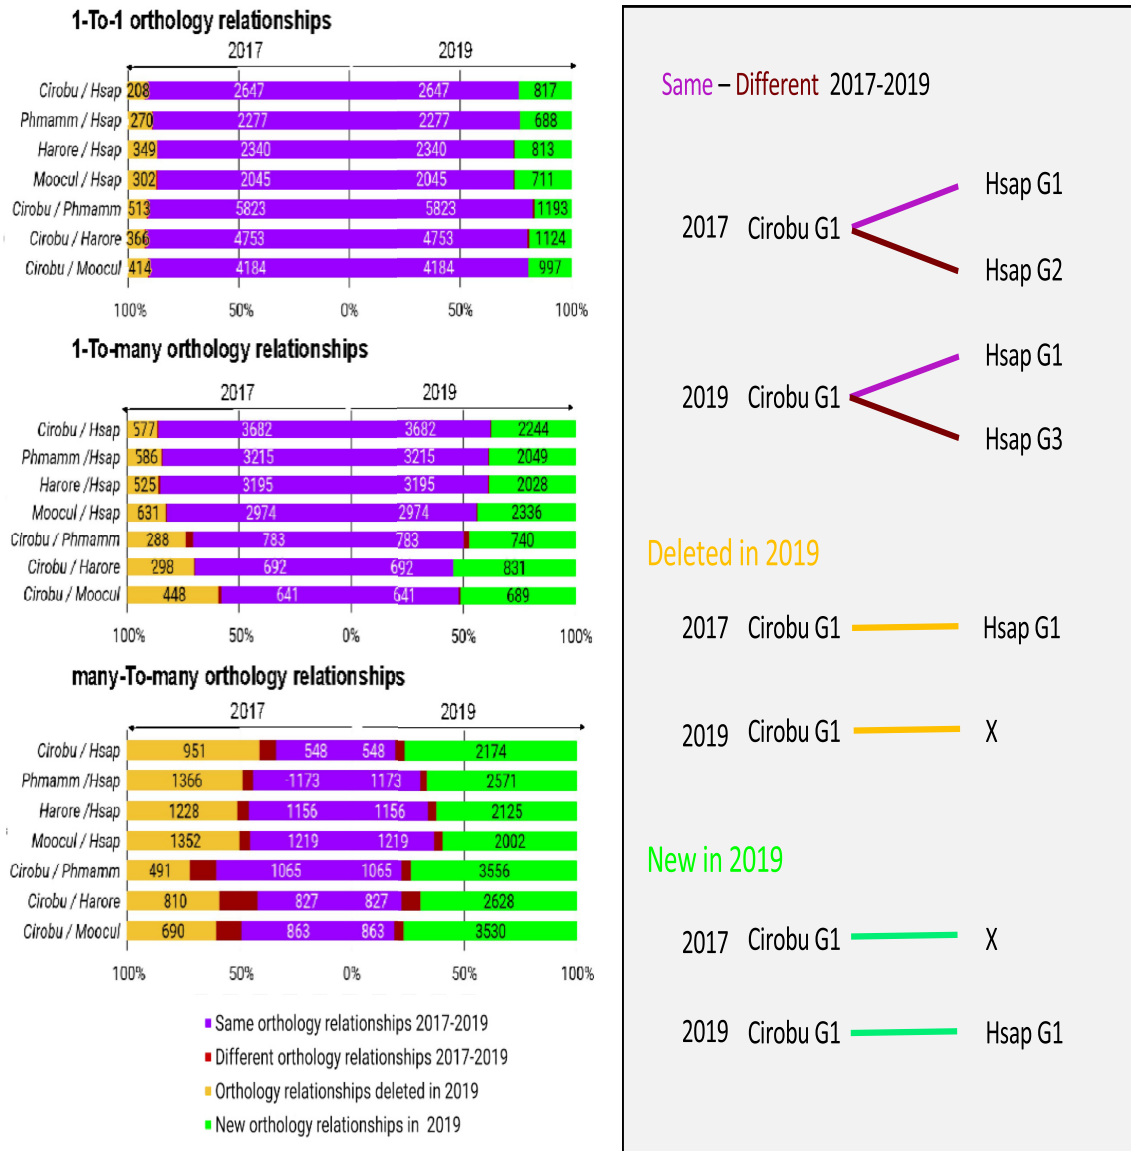 1-To-1 orthology relationships
2017 2019
Cirobu / Hsap 208 2647 2647 817
Phmamm / Hsap 270 2277 2277 688
Harore / Hsap 349 2340 2340 813
Moocul / Hsap 302 2045 2045 711
Cirobu / Phmamm 513 5823 5823 1193
Cirobu / Harore 366 4753 4753 1124
Cirobu / Moocul 414 4184 4184 997
100% 50% 0% 50% 100%
1-To-many orthology relationships
2017 2019
Cirobu / Hsap 577 3682 3682 2244
Phmamm /Hsap 586 3215 3215 2049
Harore /Hsap 525 3195 3195 2028
Moocul / Hsap 631 2974 2974 2336
Cirobu / Phmamm 288 783 783 740
Cirobu / Harore 298 692 692 831
Cirobu / Moocul 448 641 641 689
100% 50% 0% 50% 100%
many-To-many orthology relationships
2017 2019
Cirobu / Hsap 951 548 548 2174
Phmamm /Hsap 1366 -1173 1173 2571
Harore /Hsap 1228 1156 1156 2125
Moocul / Hsap 1352 1219 1219 2002
Cirobu / Phmamm 491 1065 1065 3556
Cirobu / Harore 810 827 827 2628
Cirobu / Moocul 690 863 863 3530
100% 50% 0% 50% 100%
Same orthology relationships 2017-2019
Different orthology relationships 2017-2019
Orthology relationships deleted in 2019
New orthology relationships in 2019
Same – Different 2017-2019
Hsap G1
2017 Cirobu G1
Hsap G2
Hsap G1
2019 Cirobu G1
Hsap G3
Deleted in 2019
2017 Cirobu G1 Hsap G1
2019 Cirobu G1 X
New in 2019
2017 Cirobu G1 X
2019 Cirobu G1 Hsap G1